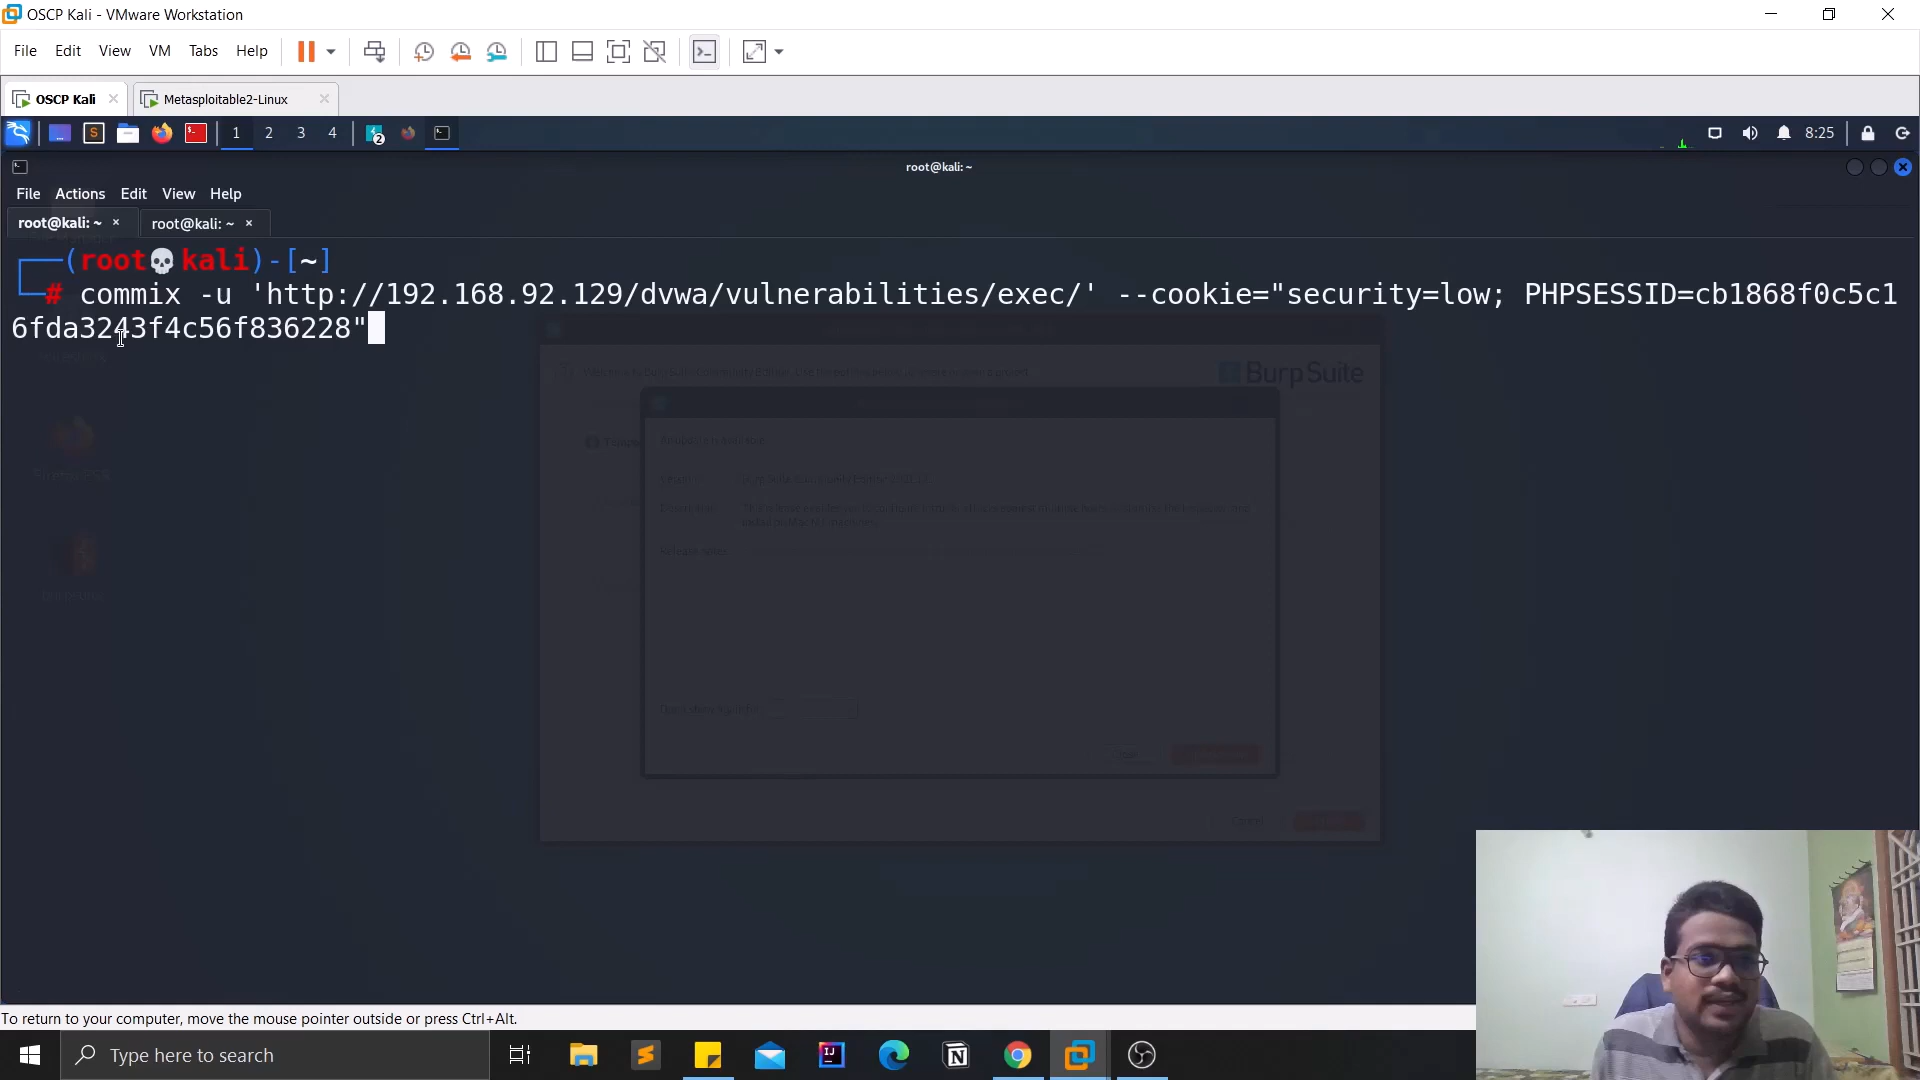 OSCP Kali - VMware Workstation
File Edit View VM Tabs Help
OSCP Kali Metasploitable2-Linux
1 2 3 4 2 8:25
root@kali: ~
File Actions Edit View Help
root@kali: ~ × root@kali: ~ ×
(root💀kali)-[~]
# commix -u 'http://192.168.92.129/dvwa/vulnerabilities/exec/' --cookie="security=low; PHPSESSID=cb1868f0c5c1
6fda3243f4c56f836228"
BurpSuite
To return to your computer, move the mouse pointer outside or press Ctrl+Alt.
Type here to search